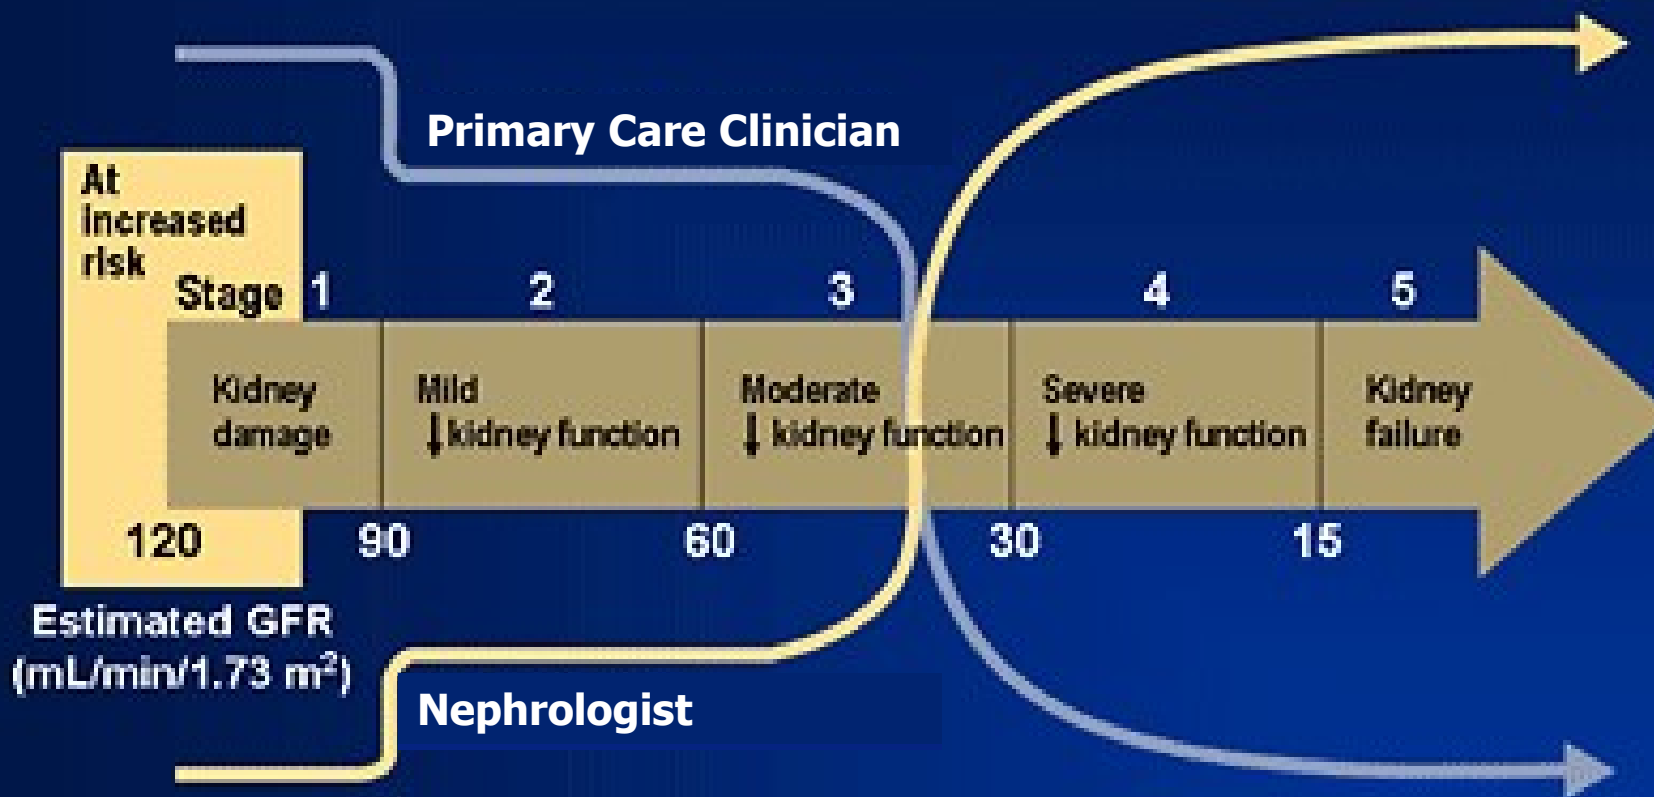 Primary Care Clinician
At
increased
risk
Stage 1 2 3 4 5
Kidney
damage
Mild
↓kidney function
Moderate
↓ kidney function
Severe
↓ kidney function
Kidney
failure
120 90 60 30 15
Estimated GFR
(mL/min/1.73 m²)
Nephrologist